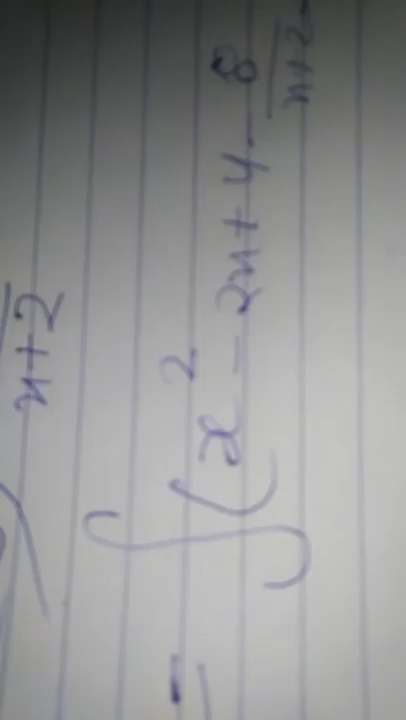 x+2
= ∫(x² - 2x + 4 - 8/x+2